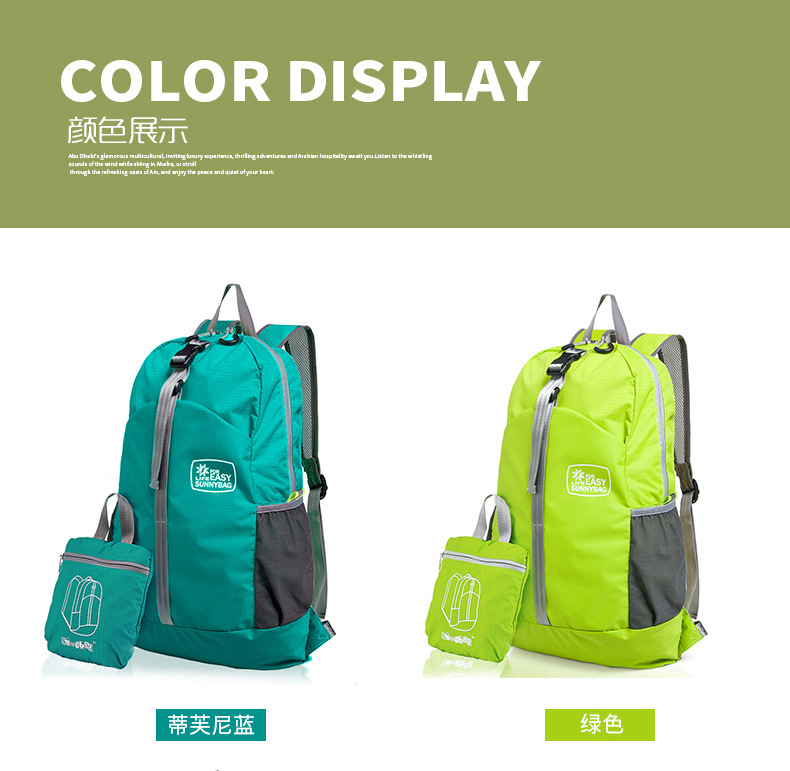 COLOR DISPLAY
颜色展示
Abu Dhabi's glamorous multicultural, inviting luxury experience, thrilling adventures and Arabian hospitality await you.Listen to the whistling
sounds of the wind while skiing in Ahafra, or stroll
through the refreshing oasis of Ain, and enjoy the peace and quiet of your heart.
FOR
LIFE EASY
SUNNYBAG
FOR
LIFE EASY
SUNNYBAG
蒂芙尼蓝
绿色